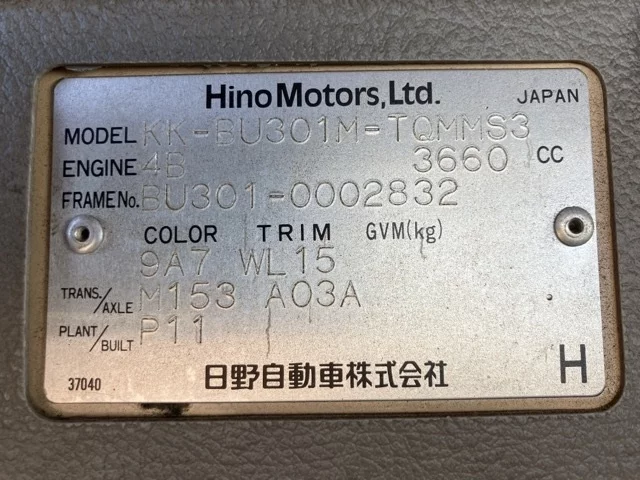 Hino Motors, Ltd. JAPAN
MODEL KK-BU301M-TQMMS3
ENGINE 4B 3660 CC
FRAME No. BU301-0002832
COLOR TRIM GVM(kg)
9A7 WL15
TRANS./AXLE M153 A03A
PLANT/BUILT P11
37040 日野自動車株式会社 H